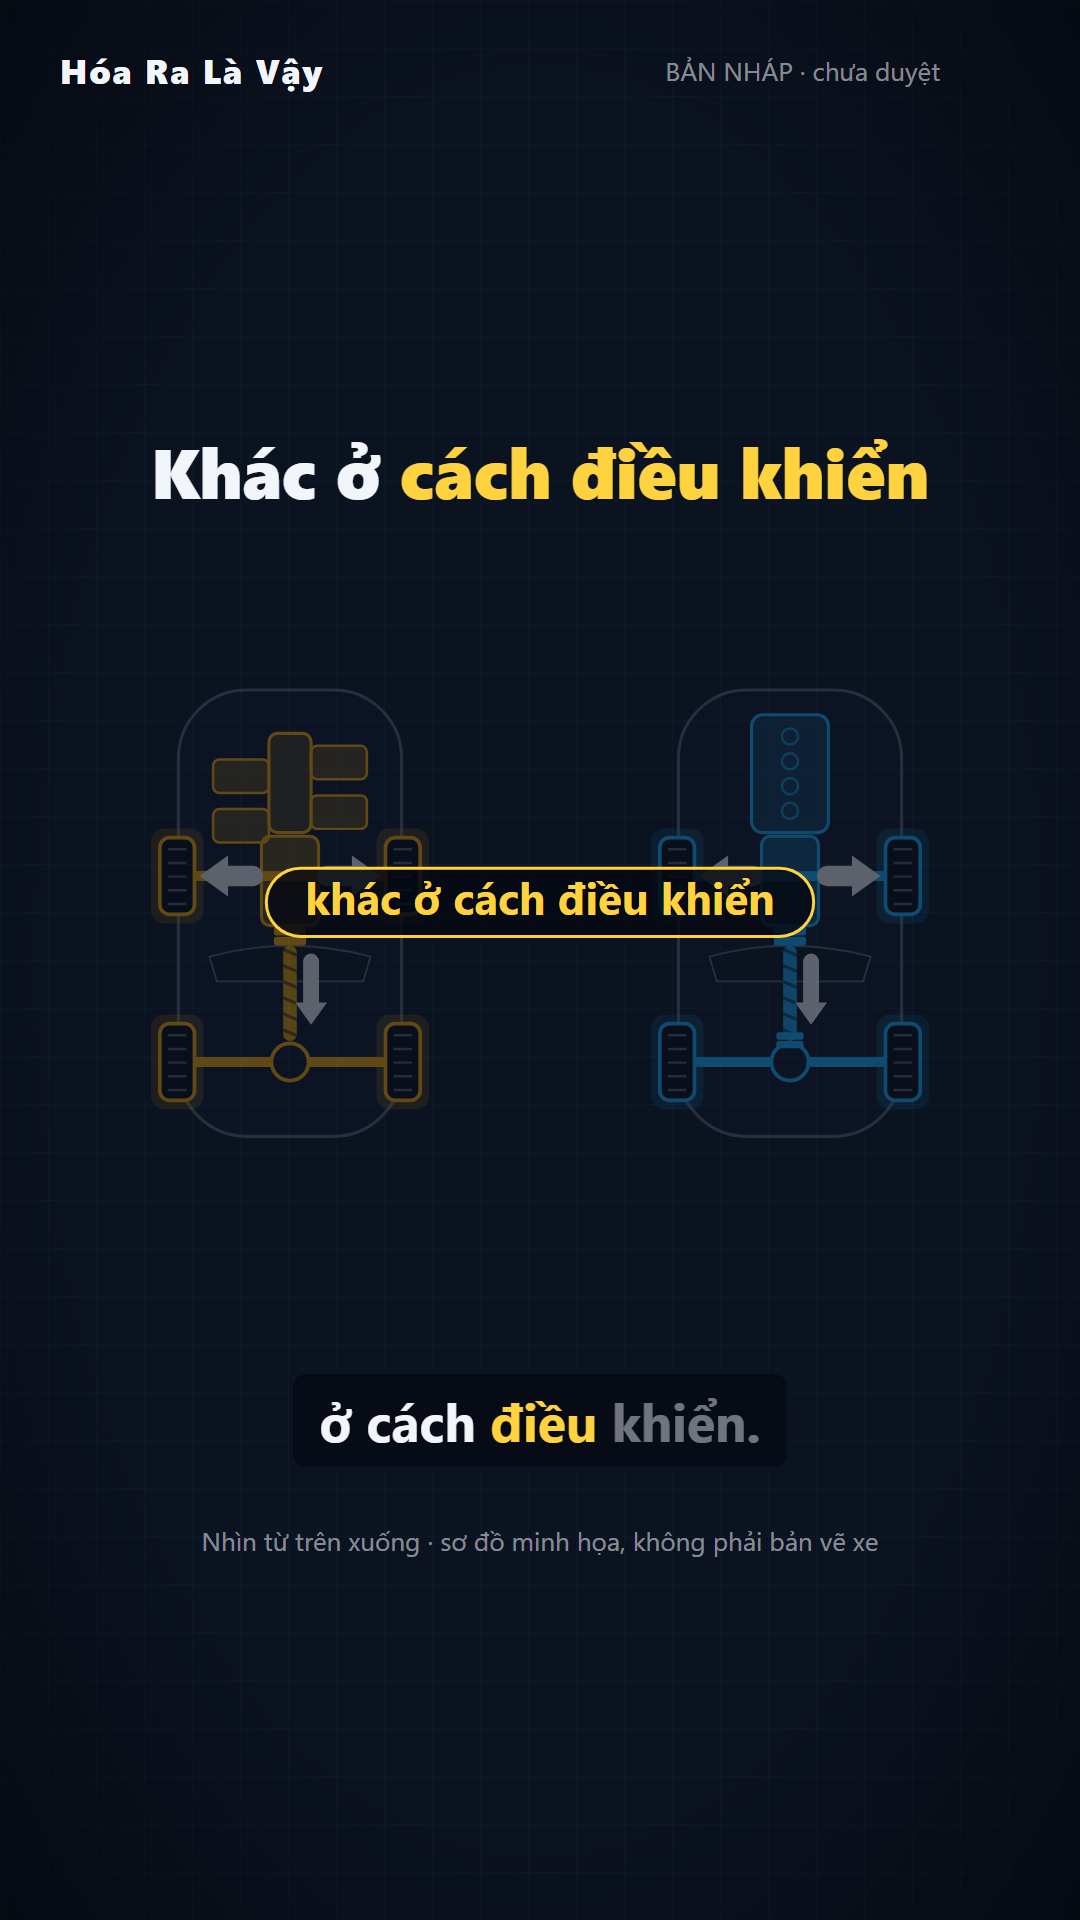 Hóa Ra Là Vậy
BẢN NHÁP · chưa duyệt
Khác ở cách điều khiển
khác ở cách điều khiển
ở cách điều khiển.
Nhìn từ trên xuống · sơ đồ minh họa, không phải bản vẽ xe